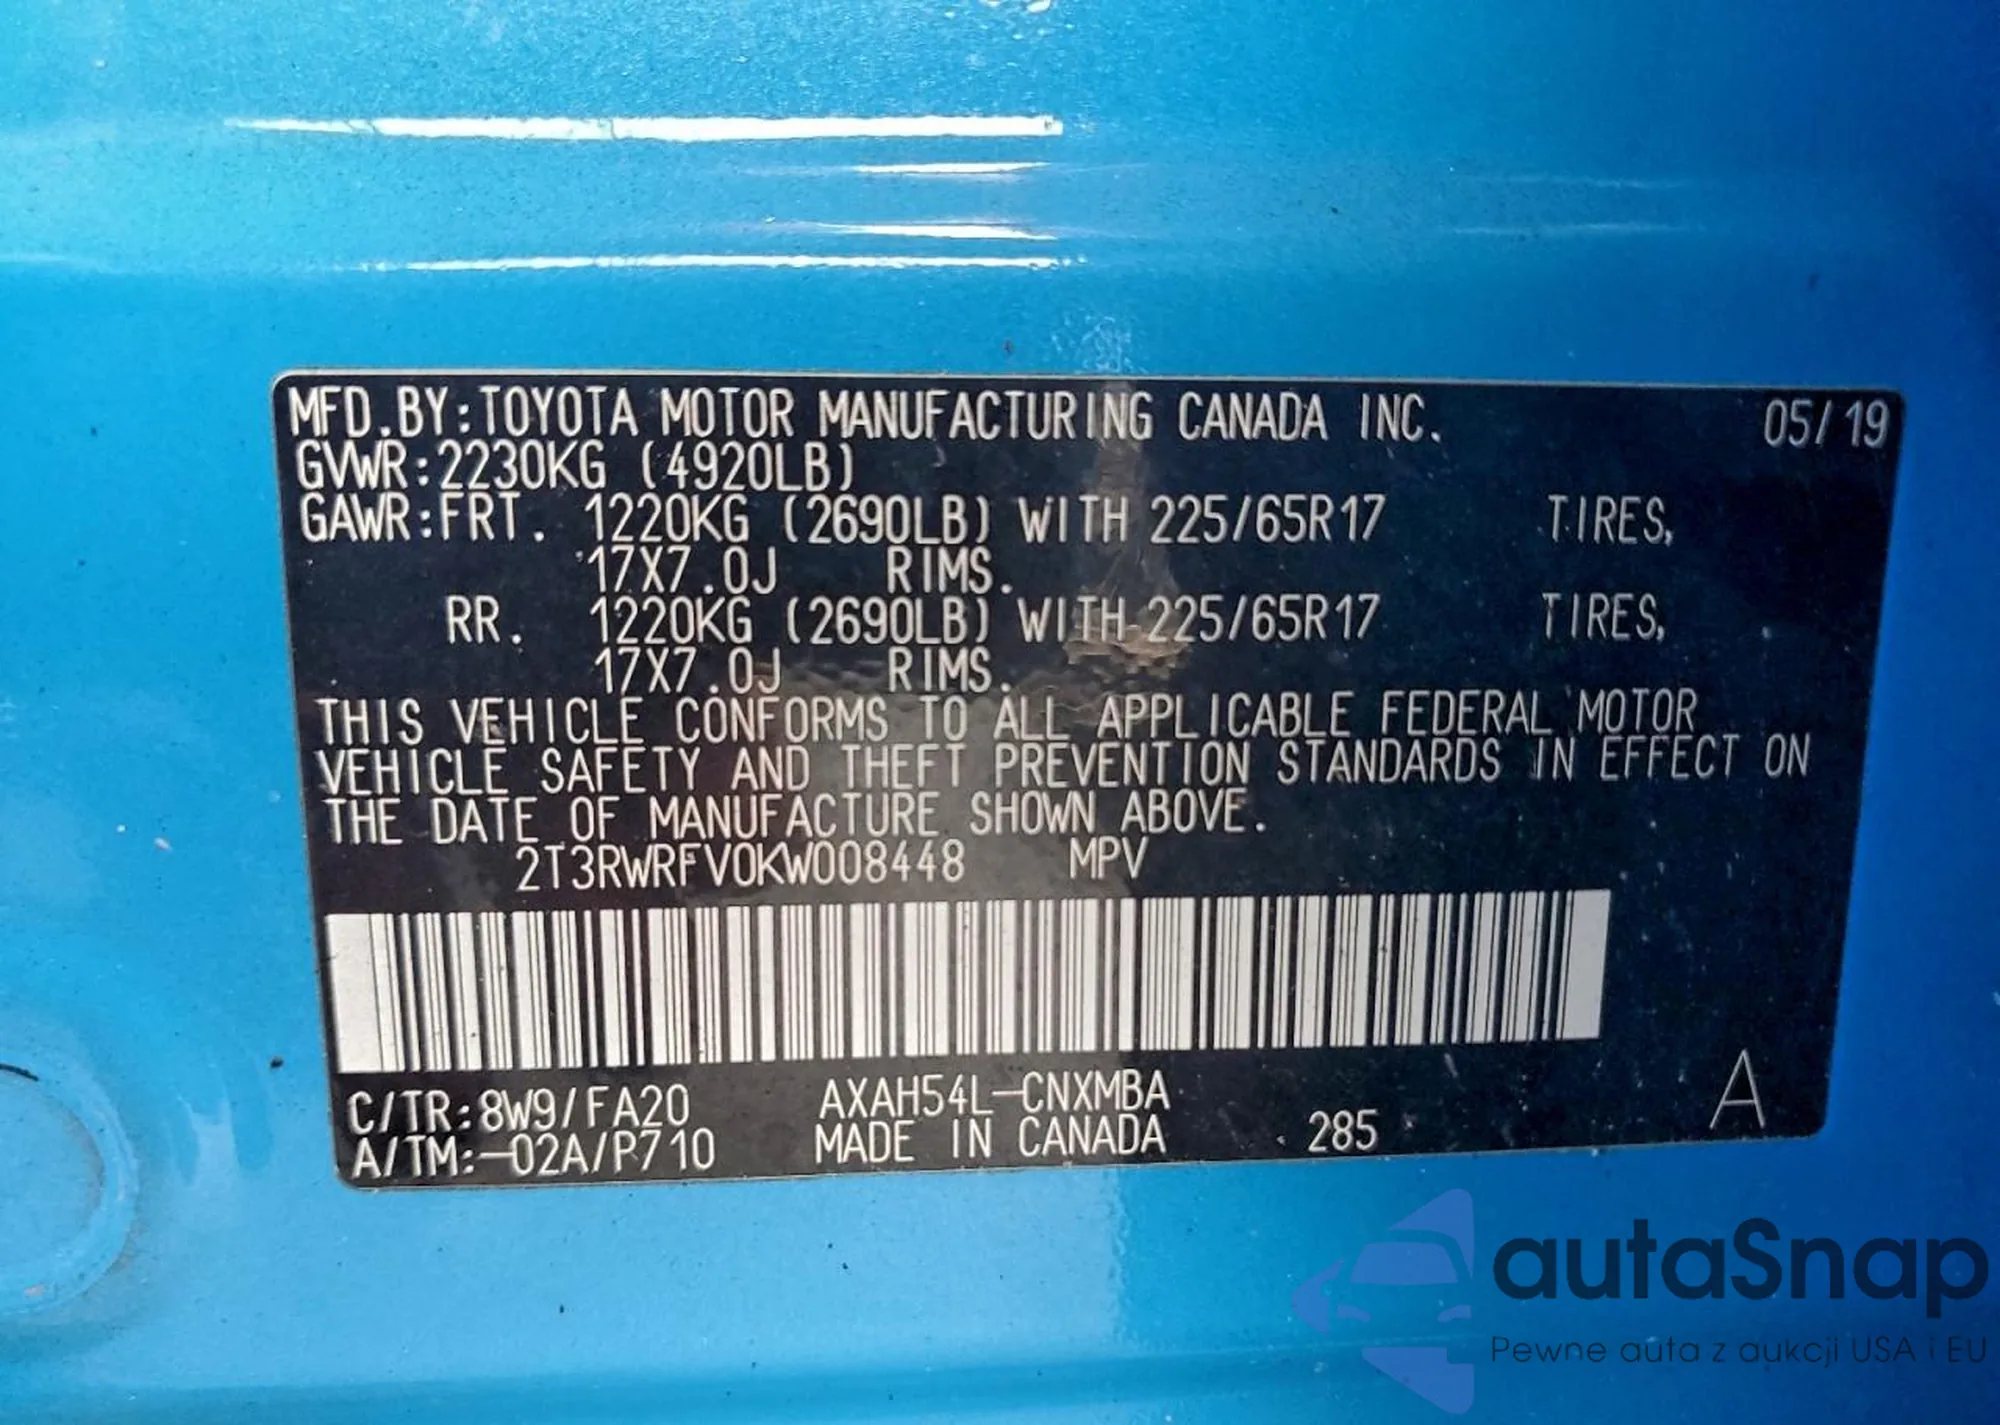 MFD.BY:TOYOTA MOTOR MANUFACTURING CANADA INC. 05/19
GVWR:2230KG (4920LB)
GAWR:FRT. 1220KG (2690LB) WITH 225/65R17 TIRES,
17X7.0J RIMS.
RR. 1220KG (2690LB) WITH 225/65R17 TIRES,
17X7.0J RIMS.
THIS VEHICLE CONFORMS TO ALL APPLICABLE FEDERAL MOTOR
VEHICLE SAFETY AND THEFT PREVENTION STANDARDS IN EFFECT ON
THE DATE OF MANUFACTURE SHOWN ABOVE.
2T3RWRFV0KW008448 MPV
C/TR:8W9/FA20 AXAH54L-CNXMBA A
A/TM:-02A/P710 MADE IN CANADA 285
autaSnap
Pewne auta z aukcji USA i EU